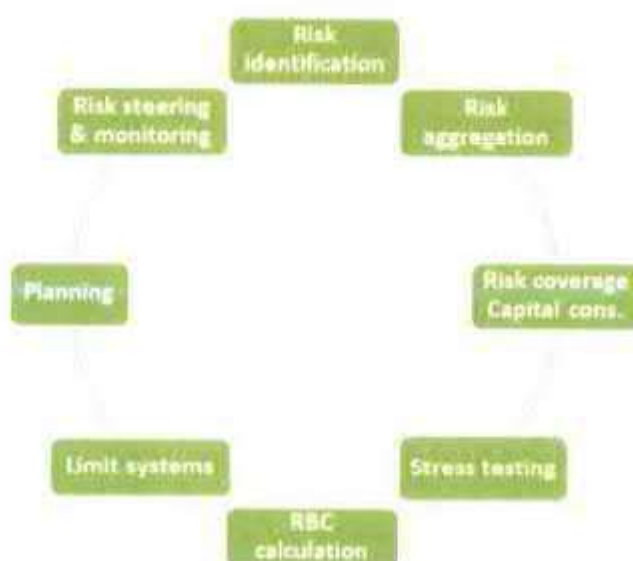 Risk
identification
Risk
aggregation
Risk coverage
Capital cons.
Stress testing
RBC
calculation
Limit systems
Planning
Risk steering
& monitoring